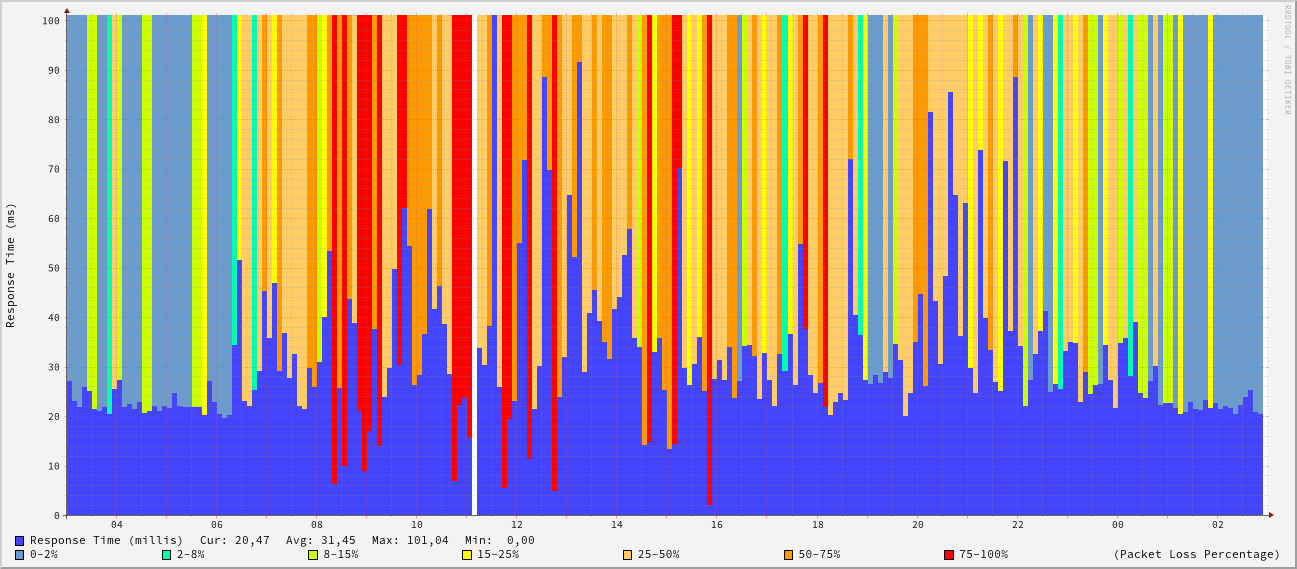 RRDTOOL / TOBI OETIKER
Response Time (ms)
100
90
80
70
60
50
40
30
20
10
0
04 06 08 10 12 14 16 18 20 22 00 02
Response Time (millis) Cur: 20,47 Avg: 31,45 Max: 101,04 Min: 0,00
0-2% 2-8% 8-15% 15-25% 25-50% 50-75% 75-100% (Packet Loss Percentage)